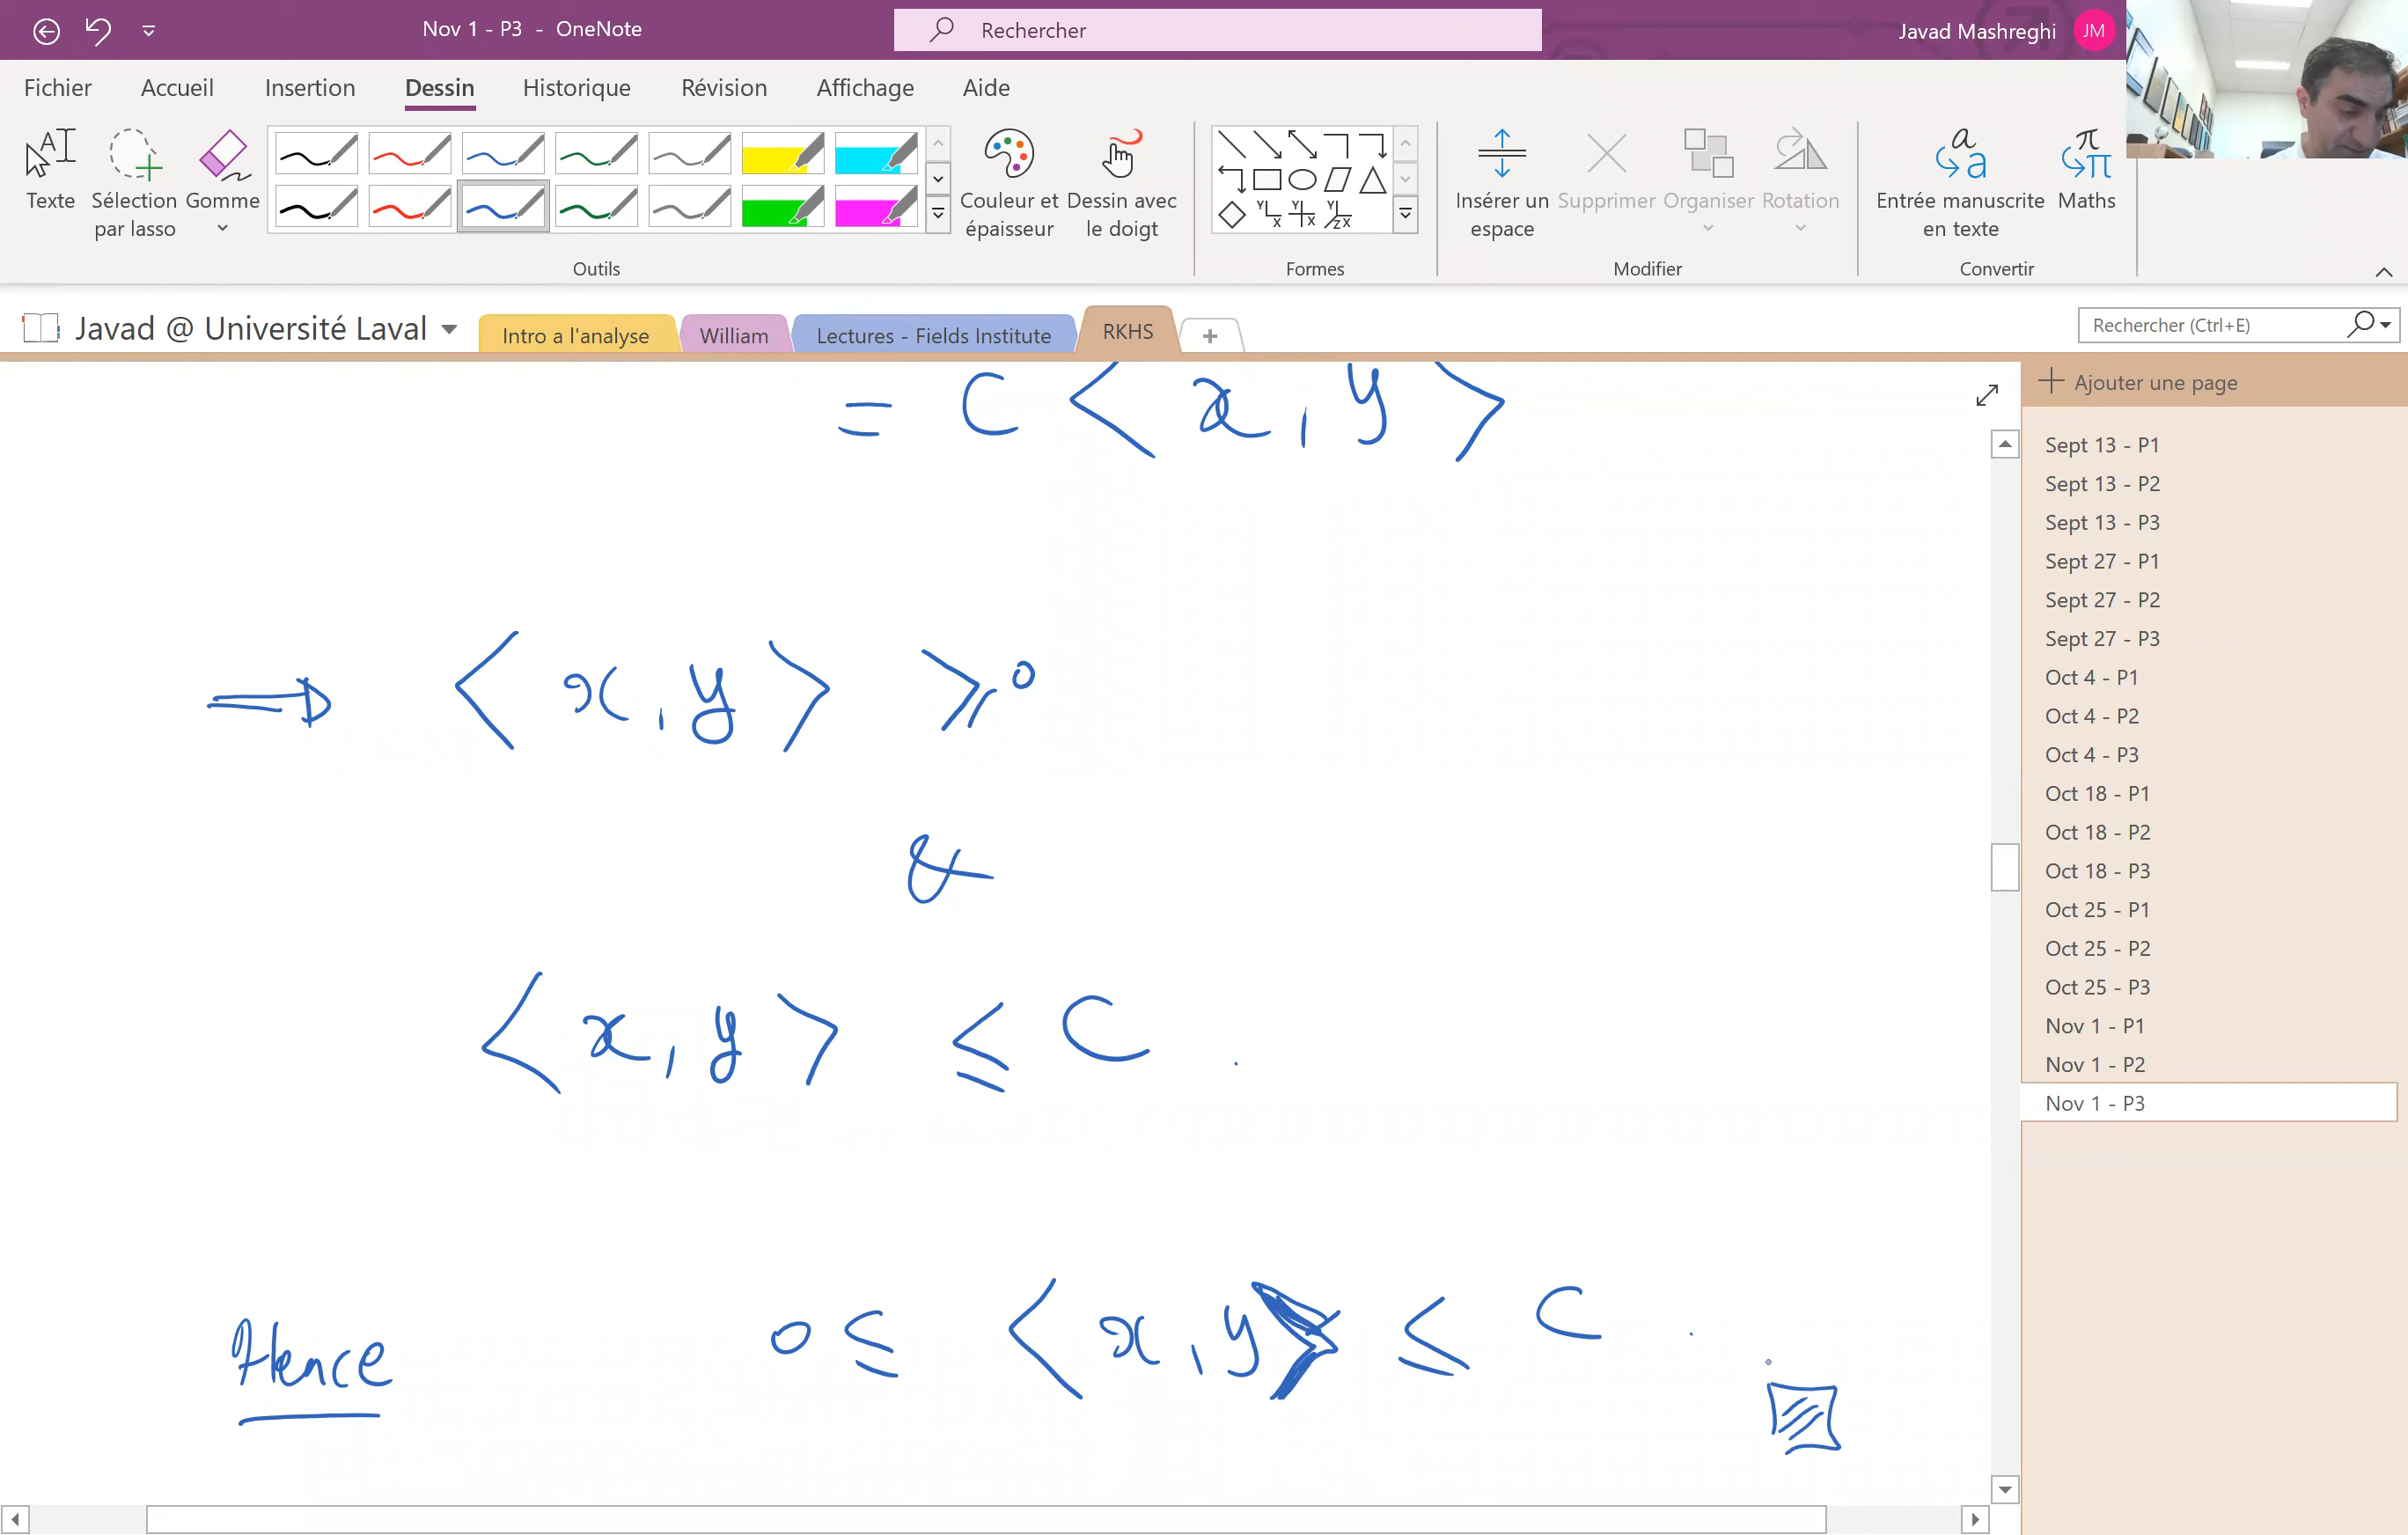 Nov 1 - P3 - OneNote
Rechercher
Javad Mashreghi
JM
Fichier Accueil Insertion Dessin Historique Révision Affichage Aide
Texte
Sélection par lasso
Gomme
Couleur et épaisseur
Dessin avec le doigt
Insérer un espace
Supprimer
Organiser
Rotation
Entrée manuscrite en texte
Maths
Outils
Formes
Modifier
Convertir
Javad @ Université Laval
Intro a l'analyse
William
Lectures - Fields Institute
RKHS
Rechercher (Ctrl+E)
Ajouter une page
Sept 13 - P1
Sept 13 - P2
Sept 13 - P3
Sept 27 - P1
Sept 27 - P2
Sept 27 - P3
Oct 4 - P1
Oct 4 - P2
Oct 4 - P3
Oct 18 - P1
Oct 18 - P2
Oct 18 - P3
Oct 25 - P1
Oct 25 - P2
Oct 25 - P3
Nov 1 - P1
Nov 1 - P2
Nov 1 - P3
= C < x, y >
⇒ < x, y > ⩾ 0
&
< x, y > ≤ C .
Hence 0 ≤ < x, y > ≤ C .